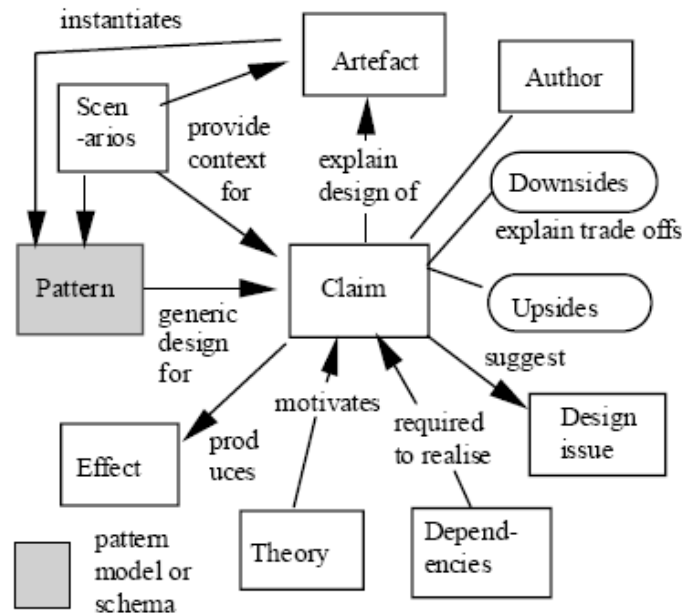 instantiates
Artefact
Author
Scen
-arios
provide
context
for
explain
design of
Downsides
explain trade offs
Pattern
Claim
Upsides
generic
design
for
suggest
motivates
required
to realise
Design
issue
Effect
prod
uces
Theory
Depend-
encies
pattern
model or
schema